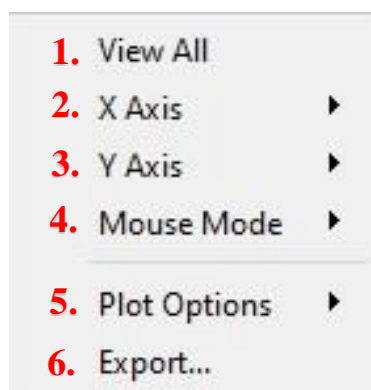 1. View All
2. X Axis
3. Y Axis
4. Mouse Mode
5. Plot Options
6. Export...